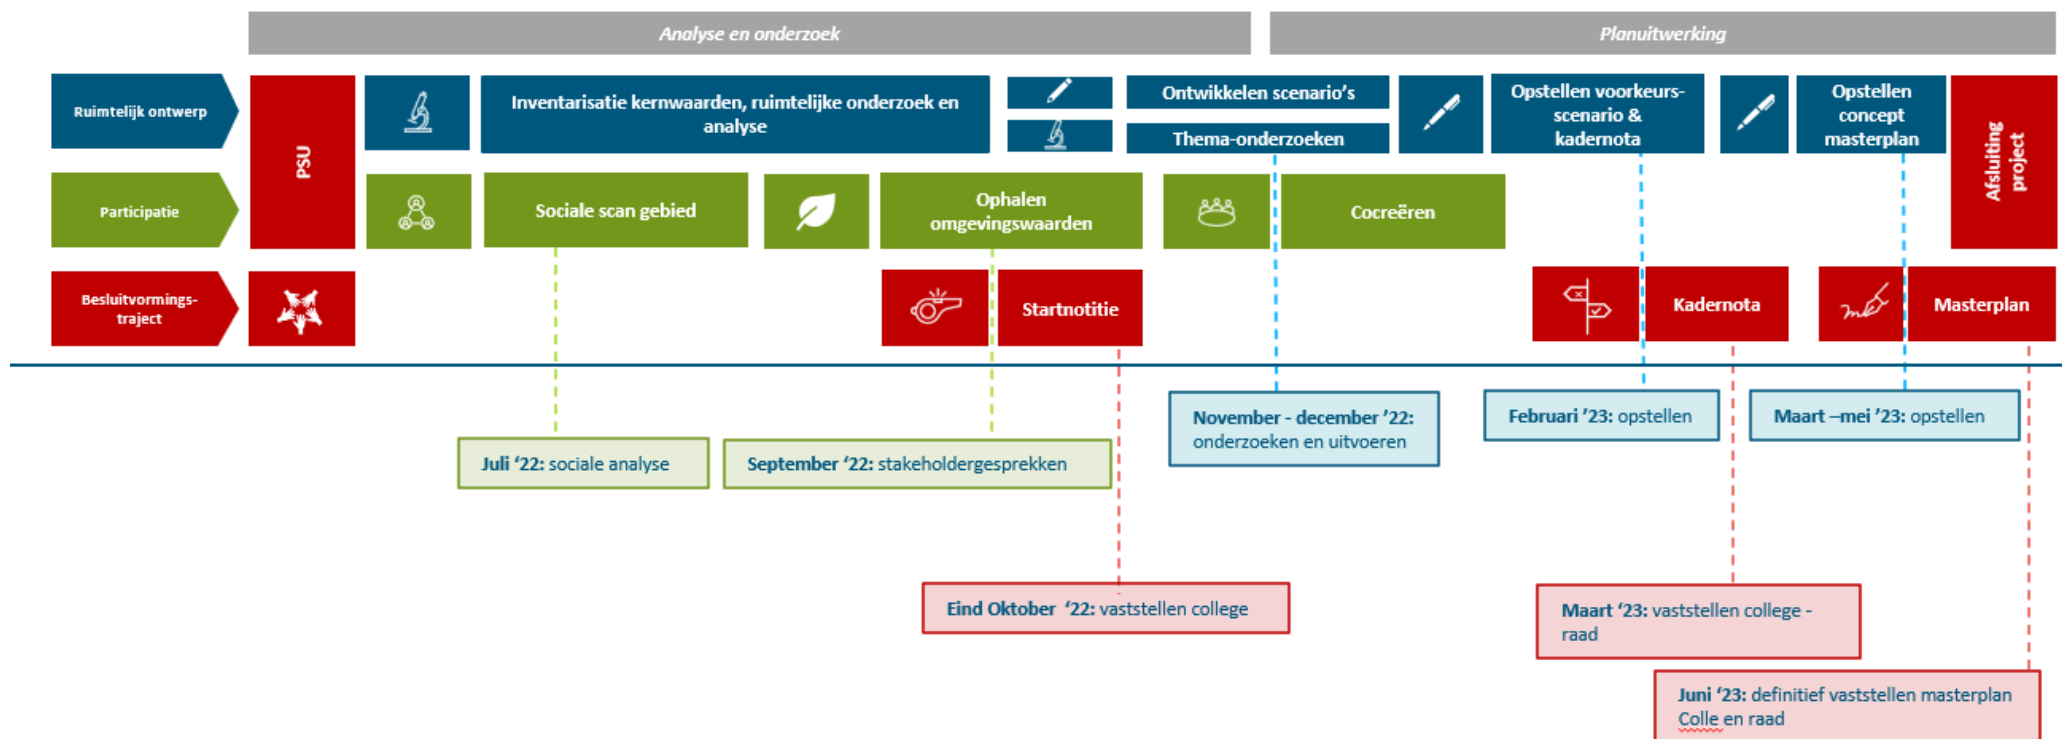 Analyse en onderzoek
Planuitwerking
Ruimtelijk ontwerp
PSU
Inventarisatie kernwaarden, ruimtelijke onderzoek en
analyse
Ontwikkelen scenario's
Thema-onderzoeken
Opstellen voorkeurs-
scenario &
kadernota
Opstellen
concept
masterplan
Afsluiting
project
Participatie
Sociale scan gebied
Ophalen
omgevingswaarden
Cocreëren
Besluitvormings-
traject
Startnotitie
Kadernota
Masterplan
Juli ‘22: sociale analyse
September ‘22: stakeholdergesprekken
November - december ’22:
onderzoeken en uitvoeren
Februari ’23: opstellen
Maart –mei ’23: opstellen
Eind Oktober ‘22: vaststellen college
Maart ‘23: vaststellen college -
raad
Juni ‘23: definitief vaststellen masterplan
Colle en raad